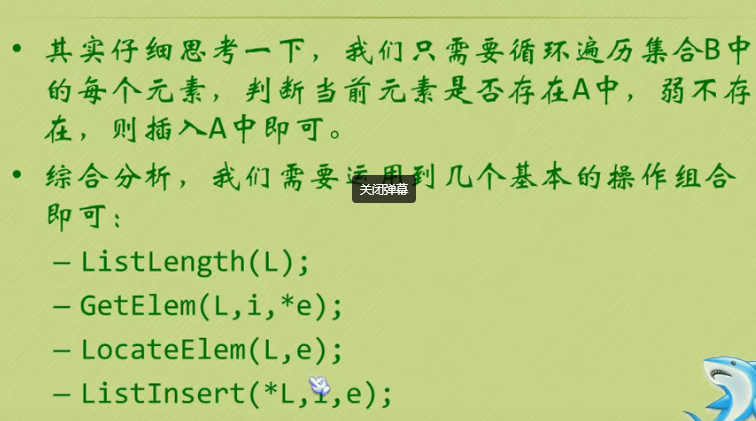 • 其实仔细思考一下，我们只需要循环遍历集合B中
的每个元素，判断当前元素是否存在A中，弱不存
在，则插入A中即可。
• 综合分析，我们需要运用到几个基本的操作组合
关闭弹幕
即可：
– ListLength(L);
– GetElem(L,i,*e);
– LocateElem(L,e);
– ListInsert(*L,i,e);